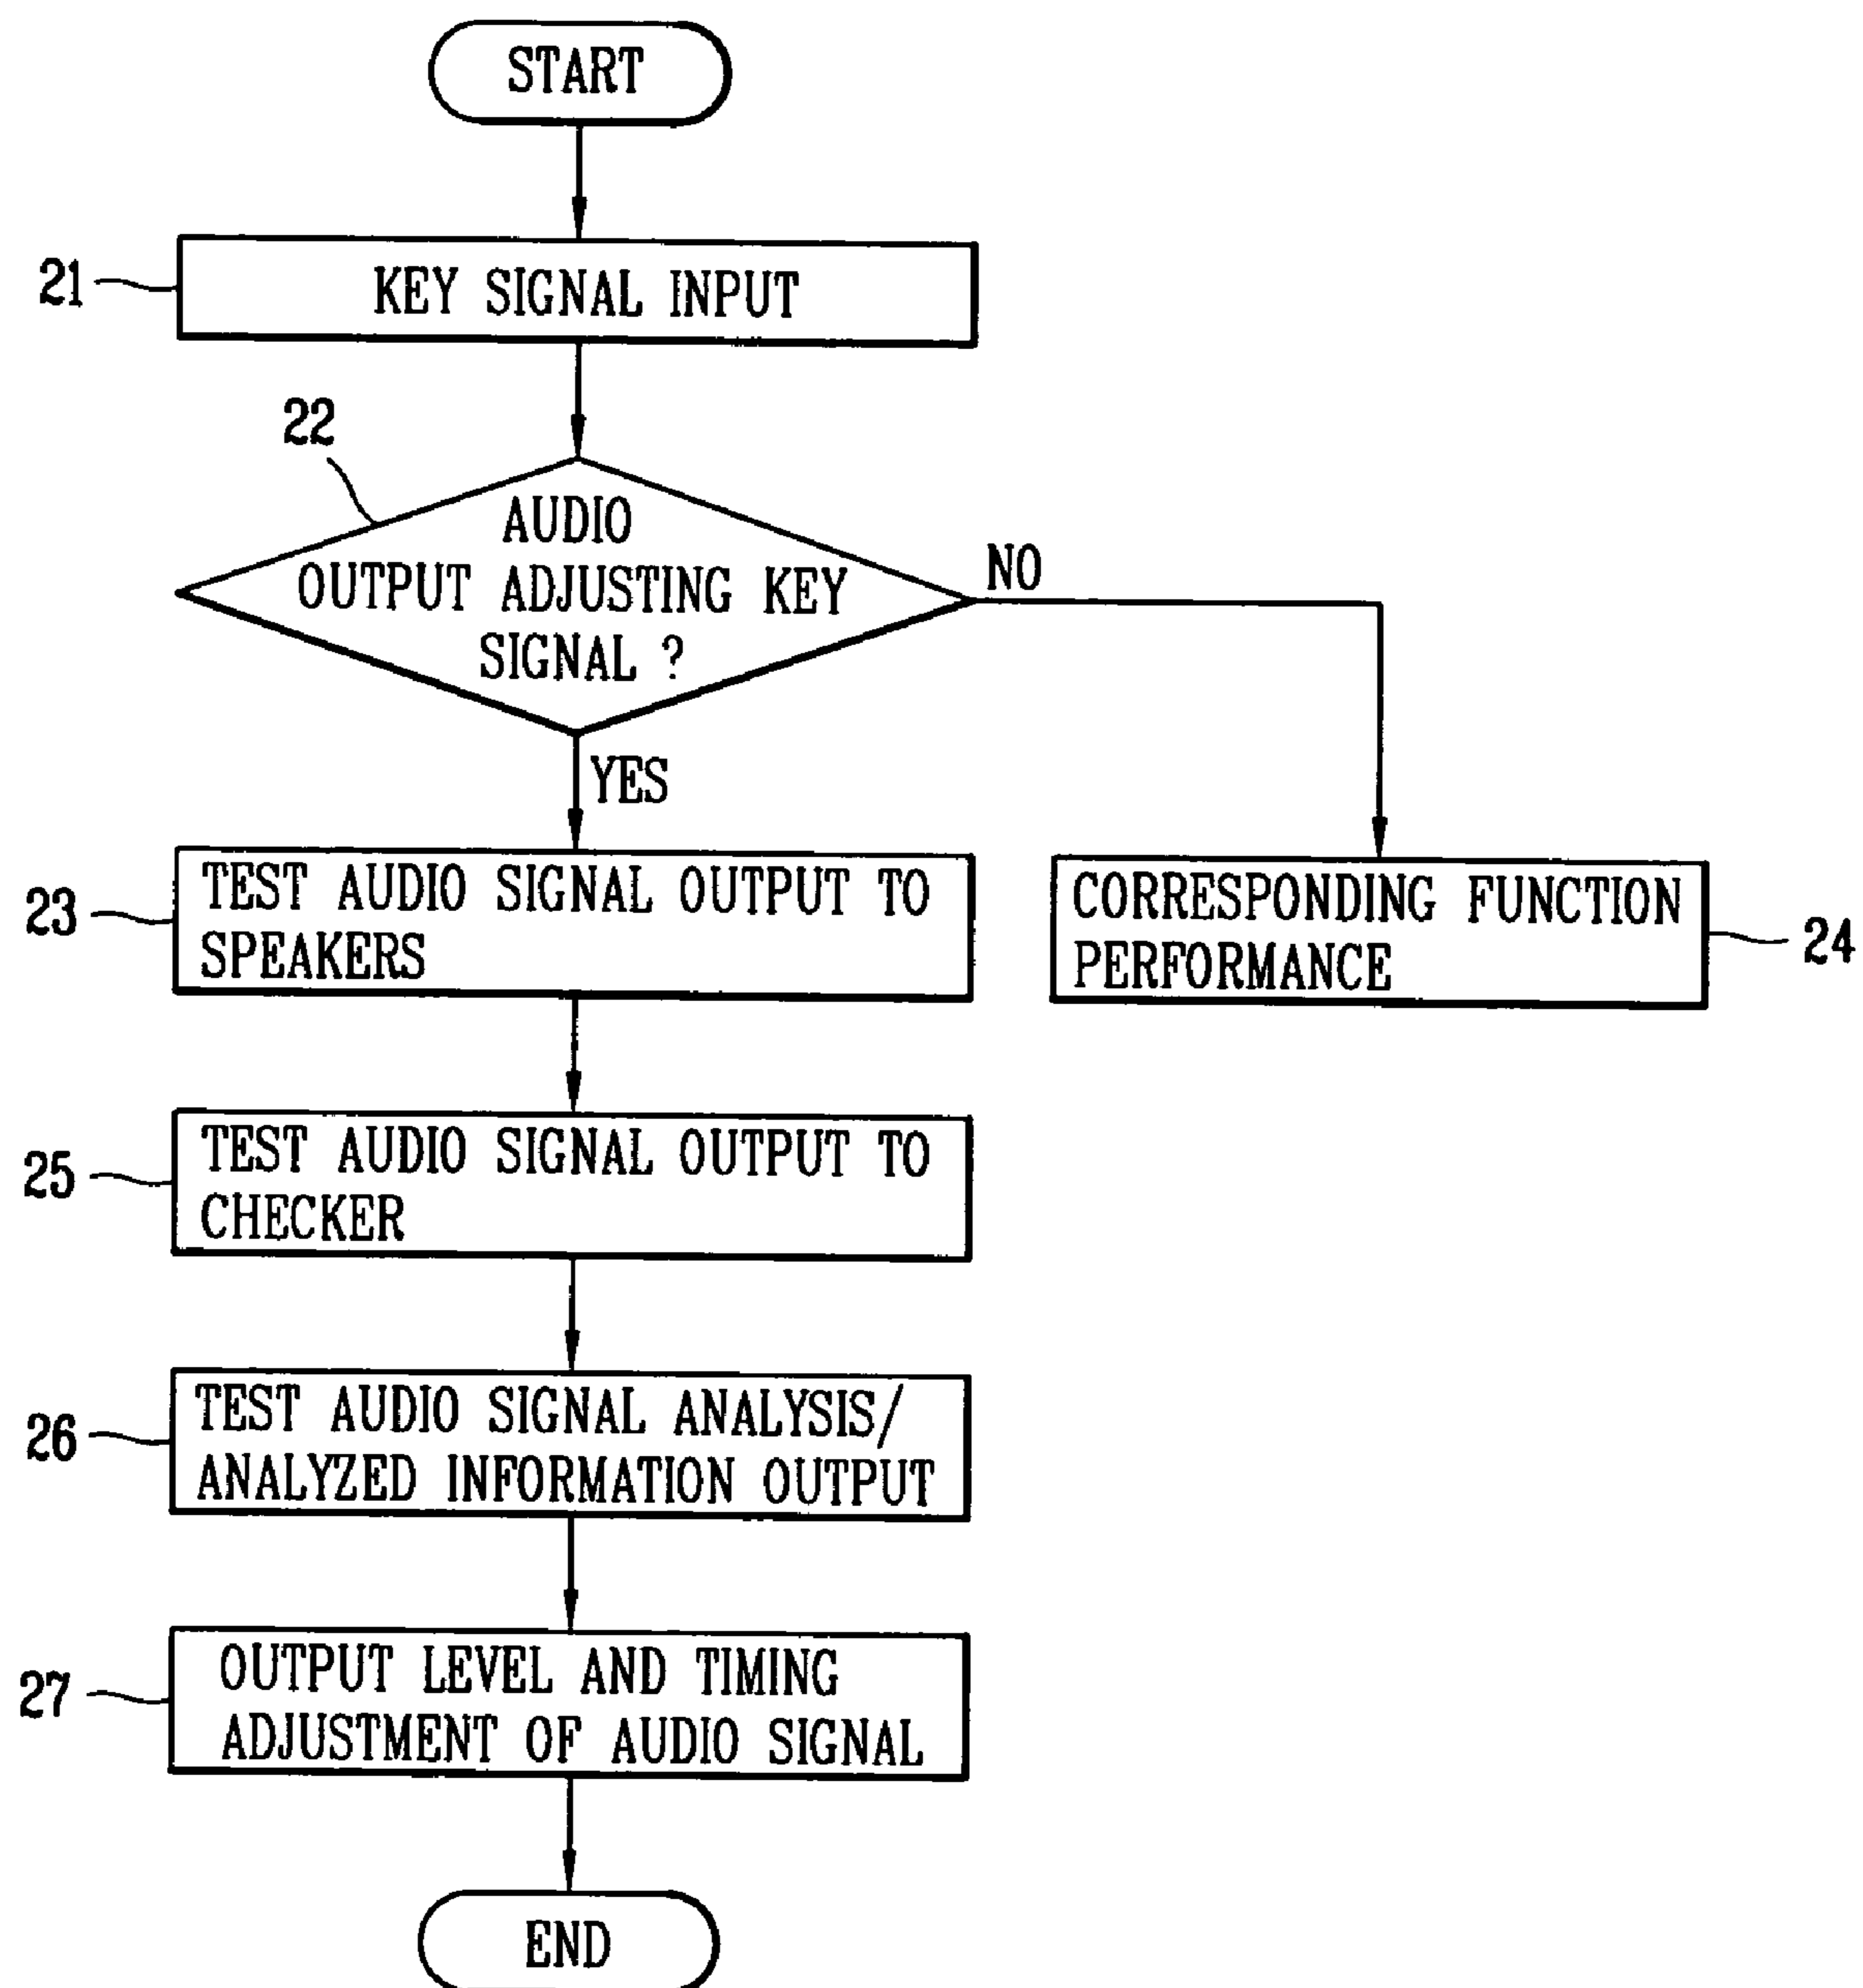 START
21
KEY SIGNAL INPUT
22
AUDIO
OUTPUT ADJUSTING KEY
SIGNAL ?
NO
YES
23
TEST AUDIO SIGNAL OUTPUT TO
SPEAKERS
CORRESPONDING FUNCTION
PERFORMANCE
24
25
TEST AUDIO SIGNAL OUTPUT TO
CHECKER
26
TEST AUDIO SIGNAL ANALYSIS/
ANALYZED INFORMATION OUTPUT
27
OUTPUT LEVEL AND TIMING
ADJUSTMENT OF AUDIO SIGNAL
END